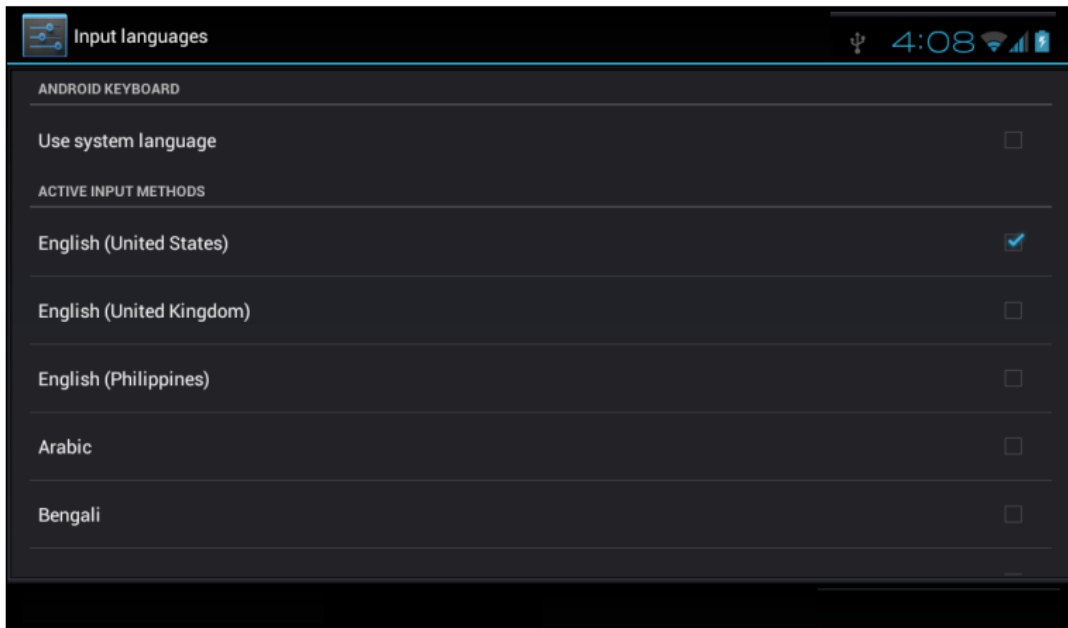 Input languages
4:08
ANDROID KEYBOARD
Use system language
ACTIVE INPUT METHODS
English (United States)
English (United Kingdom)
English (Philippines)
Arabic
Bengali